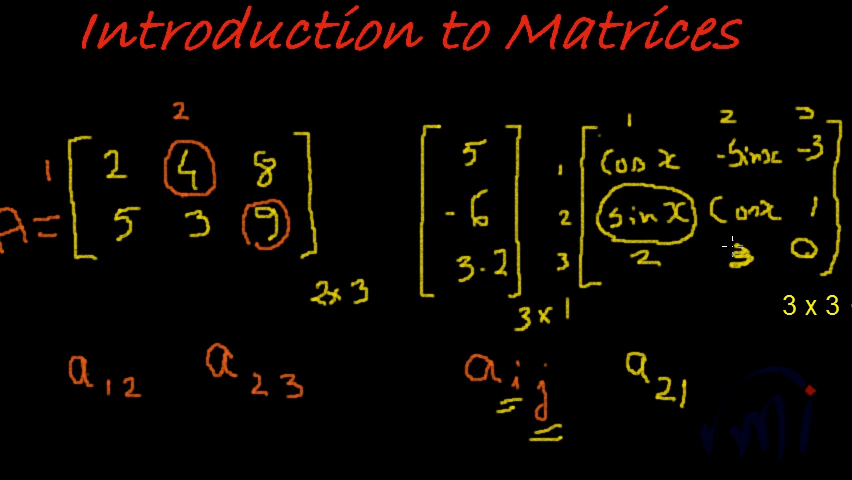 Introduction to Matrices
2 1 2 3
1 2 4 8 5 1 cos x -sinx -3
A = 5 3 9 -6 2 sin x cos x 1
3.2 3 2 3 0
2x3 3x1 3 x 3
a12 a23 aij a21